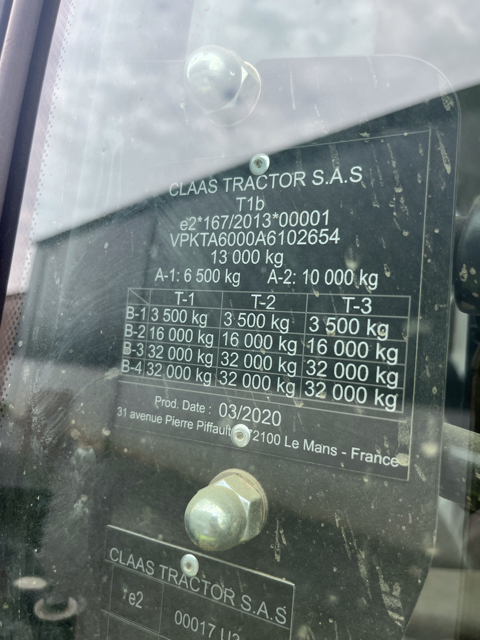 CLAAS TRACTOR S.A.S
T1b
e2*167/2013*00001
VPKTA6000A6102654
13 000 kg
A-1: 6 500 kg A-2: 10 000 kg
T-1 T-2 T-3
B-1 3 500 kg 3 500 kg 3 500 kg
B-2 16 000 kg 16 000 kg 16 000 kg
B-3 32 000 kg 32 000 kg 32 000 kg
B-4 32 000 kg 32 000 kg 32 000 kg
Prod. Date : 03/2020
31 avenue Pierre Piffault 72100 Le Mans - France
CLAAS TRACTOR S.A.S
e2 00017 U3